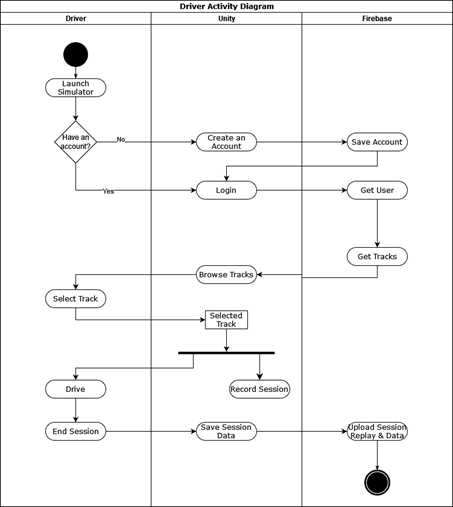 Driver Activity Diagram
Driver
Unity
Firebase
Launch
Simulator
Have an
account?
No
Create an
Account
Save Account
Yes
Login
Get User
Get Tracks
Browse Tracks
Select Track
Selected
Track
Drive
Record Session
End Session
Save Session
Data
Upload Session
Replay & Data